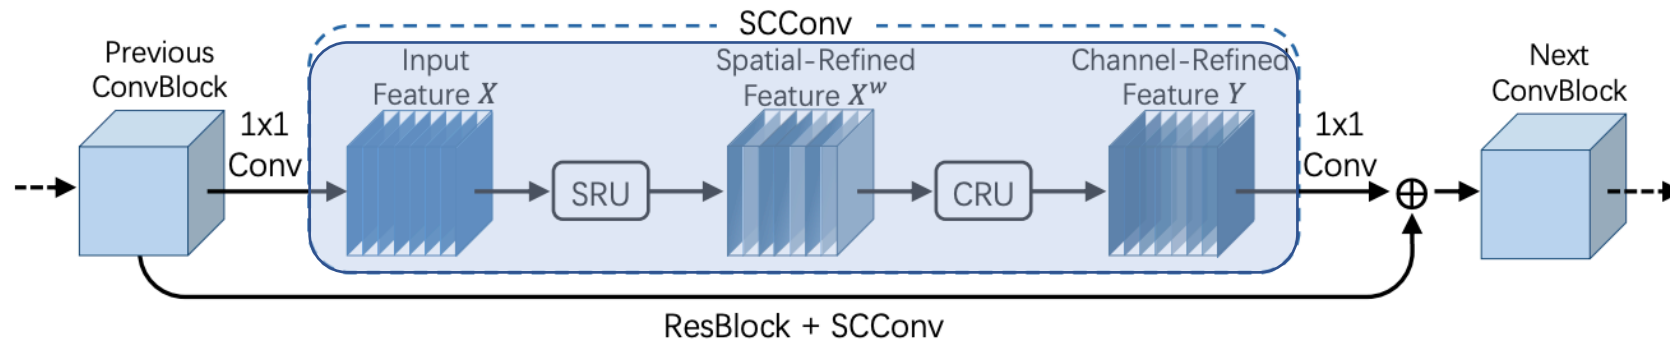 SCConv
Previous
ConvBlock
1x1
Conv
Input
Feature X
SRU
Spatial-Refined
Feature X^w
CRU
Channel-Refined
Feature Y
1x1
Conv
Next
ConvBlock
ResBlock + SCConv